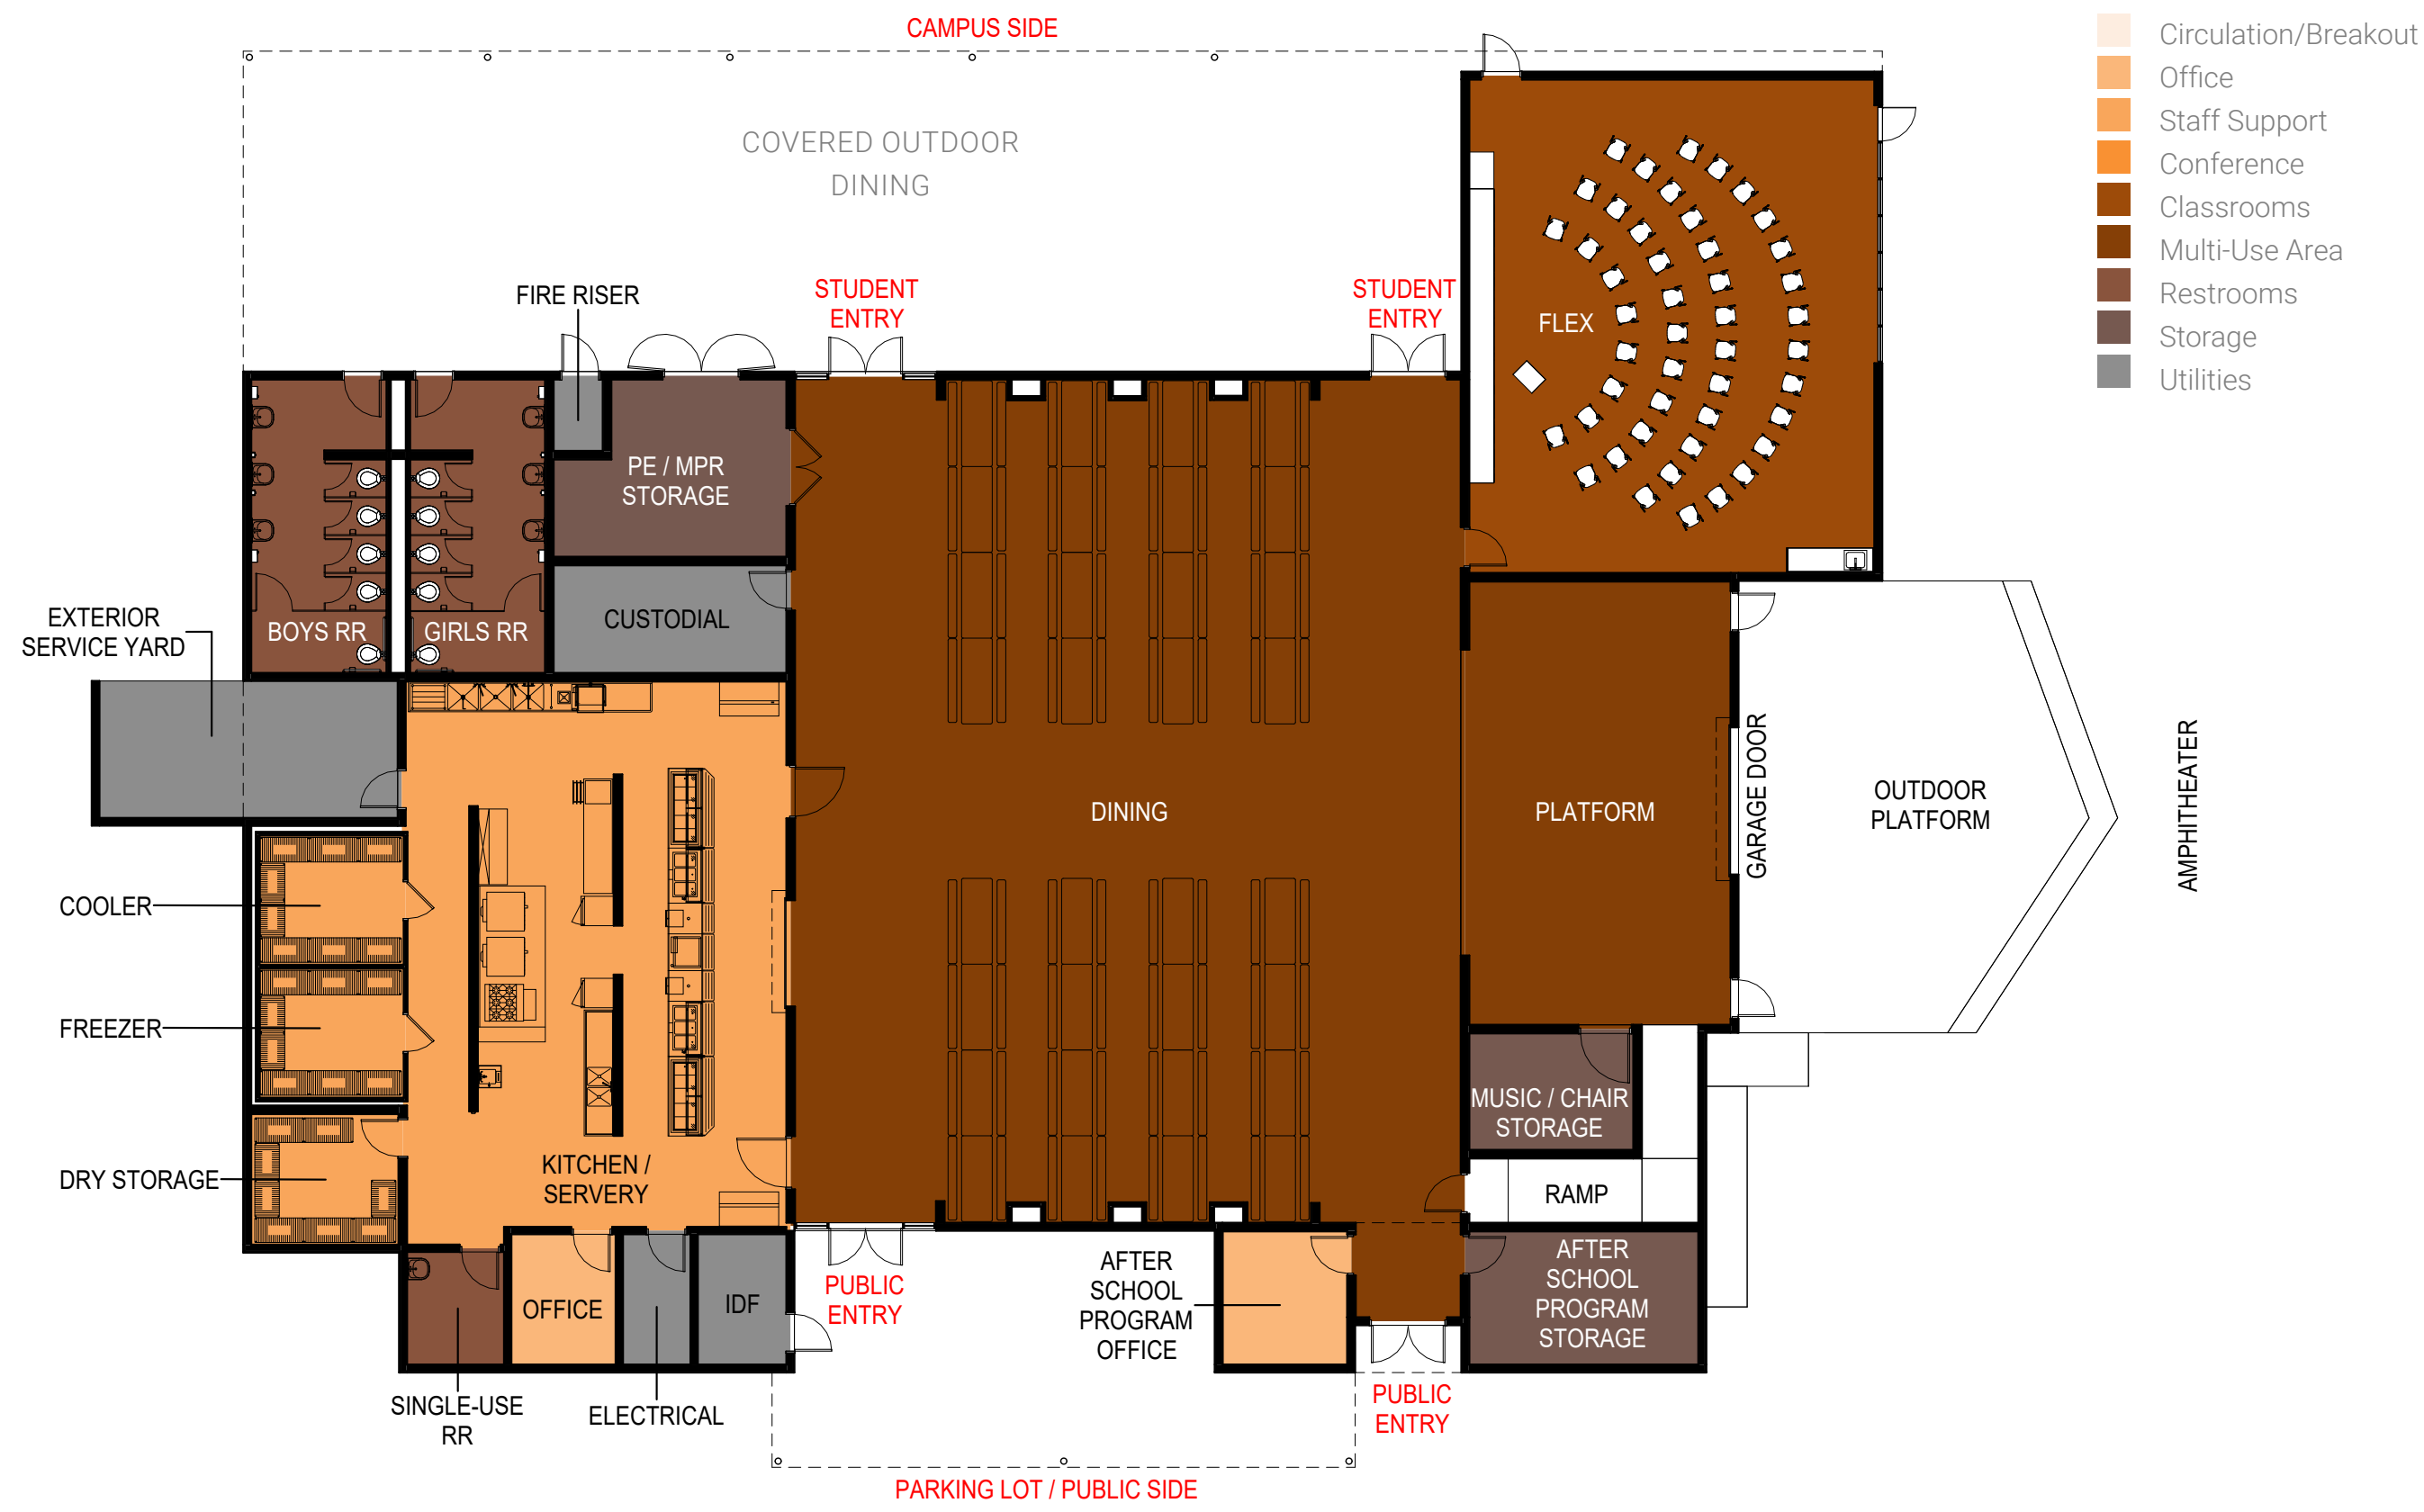 CAMPUS SIDE
Circulation/Breakout
Office
Staff Support
Conference
Classrooms
Multi-Use Area
Restrooms
Storage
Utilities
COVERED OUTDOOR
DINING
FIRE RISER
STUDENT
ENTRY
STUDENT
ENTRY
FLEX
PE / MPR
STORAGE
CUSTODIAL
BOYS RR
GIRLS RR
EXTERIOR
SERVICE YARD
DINING
PLATFORM
GARAGE DOOR
OUTDOOR
PLATFORM
AMPHITHEATER
COOLER
FREEZER
DRY STORAGE
KITCHEN /
SERVERY
MUSIC / CHAIR
STORAGE
RAMP
OFFICE
IDF
PUBLIC
ENTRY
AFTER
SCHOOL
PROGRAM
OFFICE
AFTER
SCHOOL
PROGRAM
STORAGE
SINGLE-USE
RR
ELECTRICAL
PUBLIC
ENTRY
PARKING LOT / PUBLIC SIDE